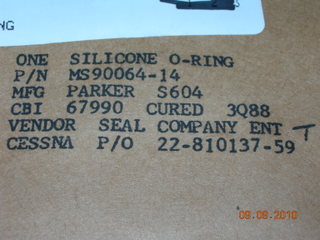 NG
ONE SILICONE O-RING
P/N MS90064-14
MFG PARKER S604
CBI 67990 CURED 3Q88
VENDOR SEAL COMPANY ENT T
CESSNA P/O 22-810137-59
09.08.2010